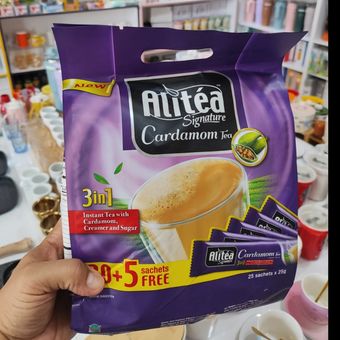 New
Alitéa
Signature
Cardamom Tea
3in1
Instant Tea with
Cardamom,
Creamer and Sugar
20+5 sachets
FREE
Alitéa
Cardamom Tea
25 sachets x 25g